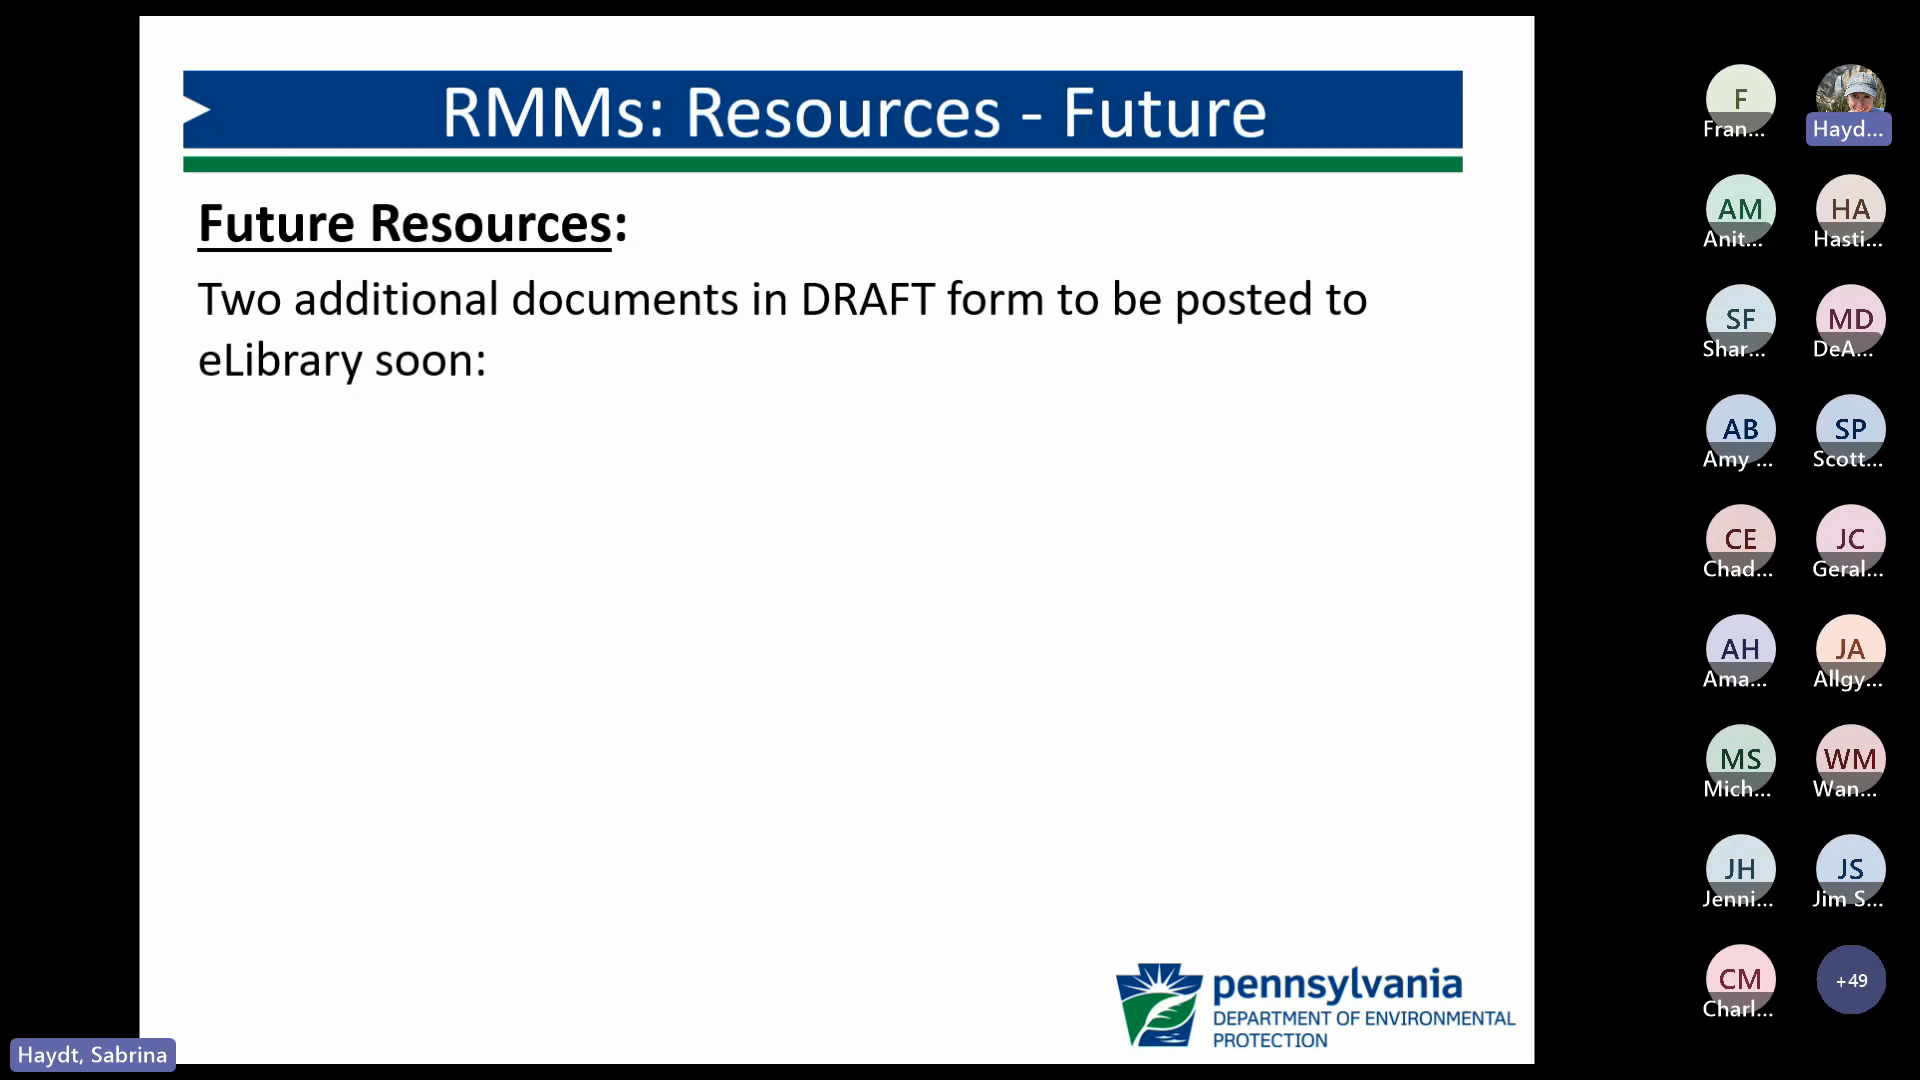 RMMs: Resources - Future
Future Resources:
Two additional documents in DRAFT form to be posted to
eLibrary soon:
pennsylvania
DEPARTMENT OF ENVIRONMENTAL
PROTECTION
Haydt, Sabrina
F
Fran...
Hayd...
AM
Anit...
HA
Hasti...
SF
Shar...
MD
DeA...
AB
Amy ...
SP
Scott...
CE
Chad...
JC
Geral...
AH
Ama...
JA
Allgy...
MS
Mich...
WM
Wan...
JH
Jenni...
JS
Jim S...
CM
Charl...
+49